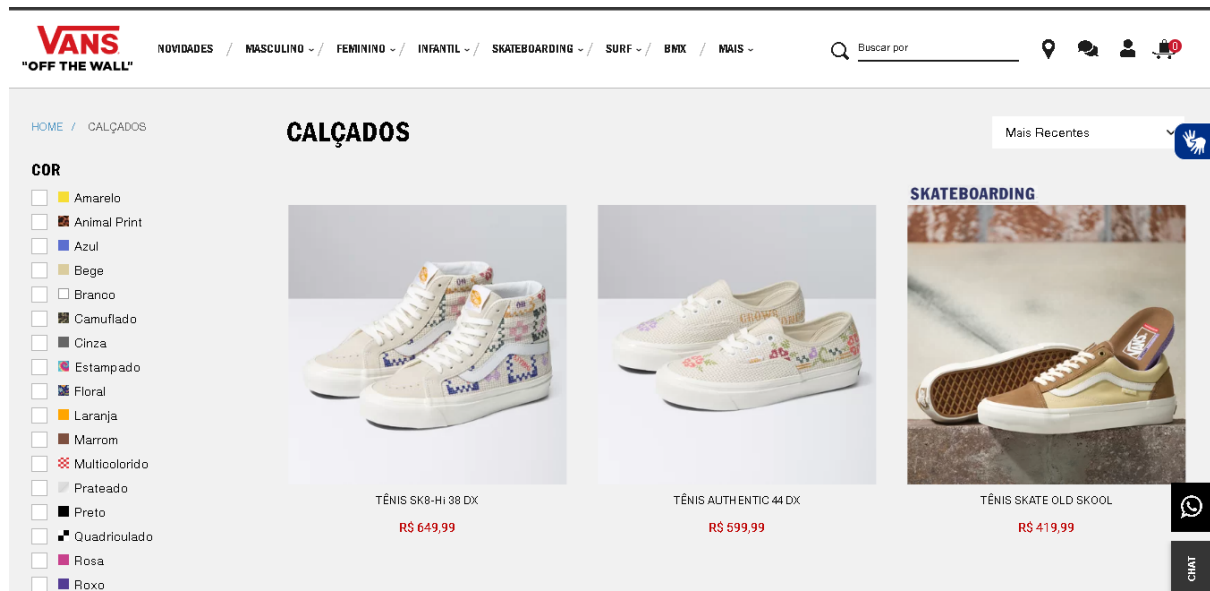 VANS
"OFF THE WALL"
NOVIDADES / MASCULINO / FEMININO / INFANTIL / SKATEBOARDING / SURF / BMX / MAIS
Buscar por
0
HOME / CALÇADOS
CALÇADOS
Mais Recentes
COR
Amarelo
Animal Print
Azul
Bege
Branco
Camuflado
Cinza
Estampado
Floral
Laranja
Marrom
Multicolorido
Prateado
Preto
Quadriculado
Rosa
Roxo
SKATEBOARDING
VANS
TÊNIS SK8-Hi 38 DX
R$ 649,99
TÊNIS AUTHENTIC 44 DX
R$ 599,99
TÊNIS SKATE OLD SKOOL
R$ 419,99
CHAT